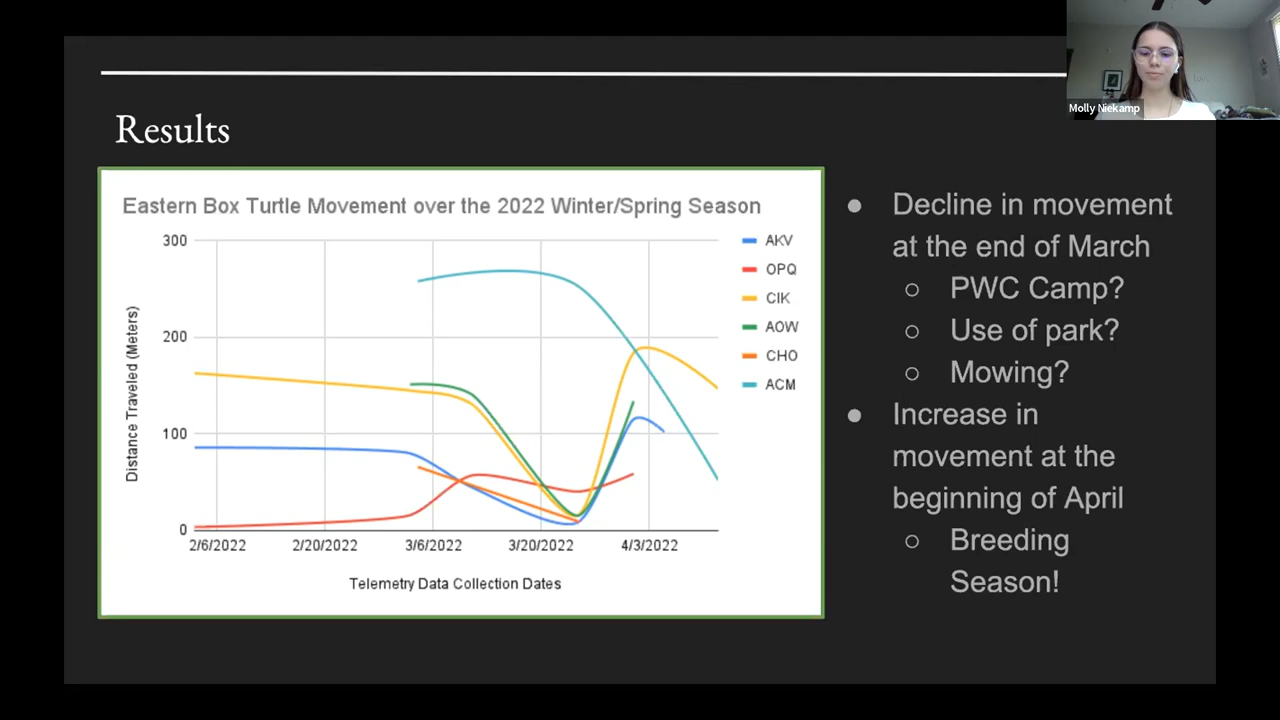 Molly Niekamp
Results
Eastern Box Turtle Movement over the 2022 Winter/Spring Season
300
200
100
0
Distance Traveled (Meters)
2/6/2022
2/20/2022
3/6/2022
3/20/2022
4/3/2022
Telemetry Data Collection Dates
AKV
OPQ
CIK
AOW
CHO
ACM
● Decline in movement
at the end of March
○ PWC Camp?
○ Use of park?
○ Mowing?
● Increase in
movement at the
beginning of April
○ Breeding
Season!